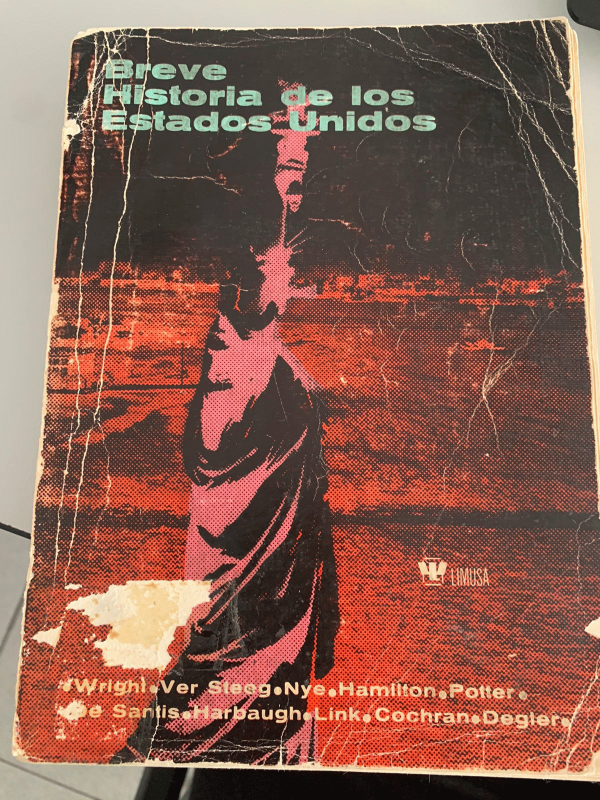 Breve
Historia de los
Estados Unidos
LIMUSA
•Wright•Ver Steeg•Nye•Hamilton•Potter•
De Santis•Harbaugh•Link•Cochran•Degler•